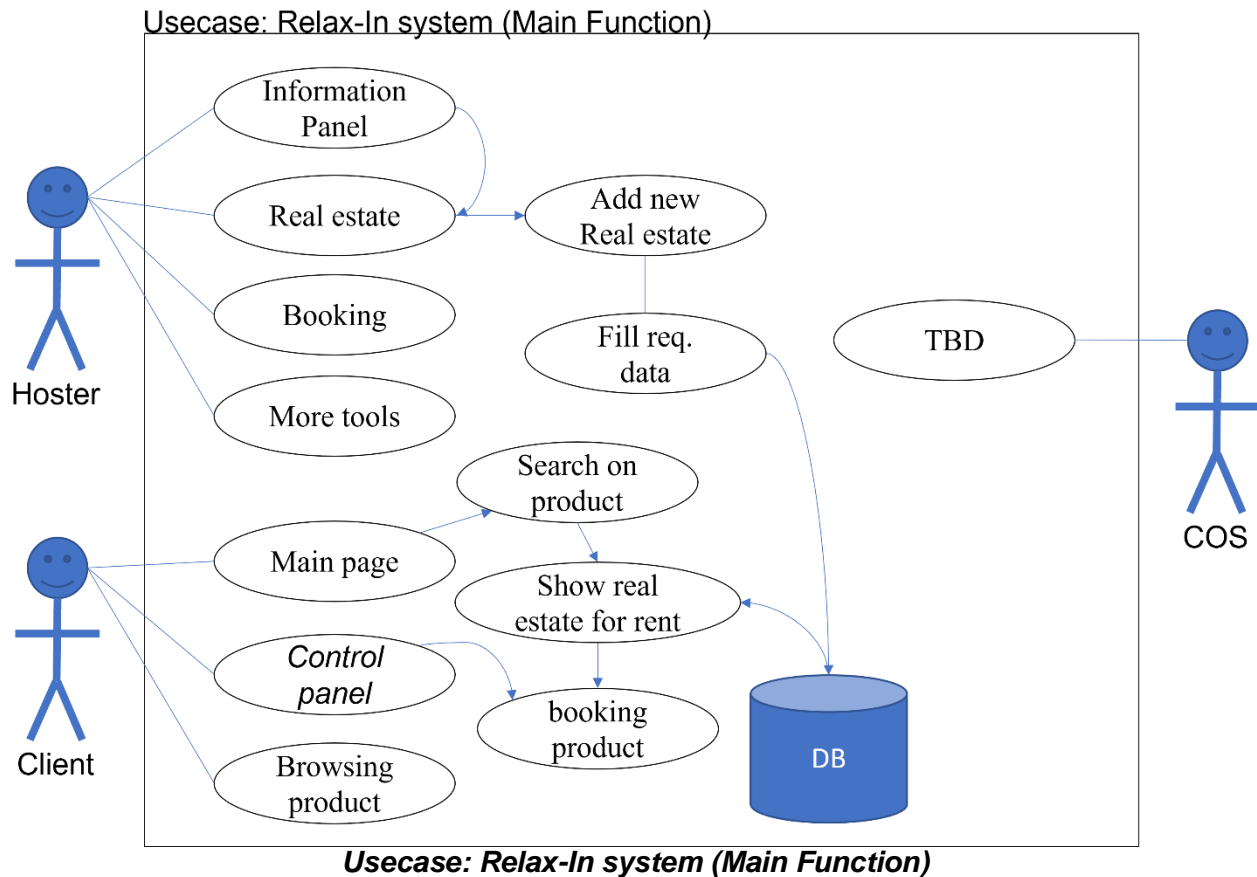 Usecase: Relax-In system (Main Function)
Information
Panel
Real estate
Add new
Real estate
Booking
Fill req.
data
TBD
Hoster
More tools
COS
Search on
product
Main page
Show real
estate for rent
Control
panel
Client
booking
product
Browsing
product
DB
Usecase: Relax-In system (Main Function)